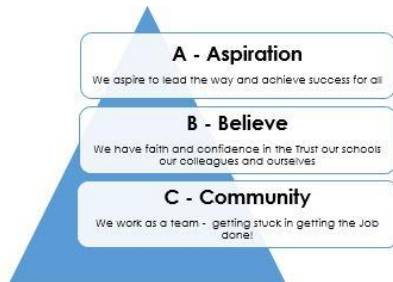 A - Aspiration
We aspire to lead the way and achieve success for all
B - Believe
We have faith and confidence in the Trust our schools
our colleagues and ourselves
C - Community
We work as a team - getting stuck in getting the Job
done!